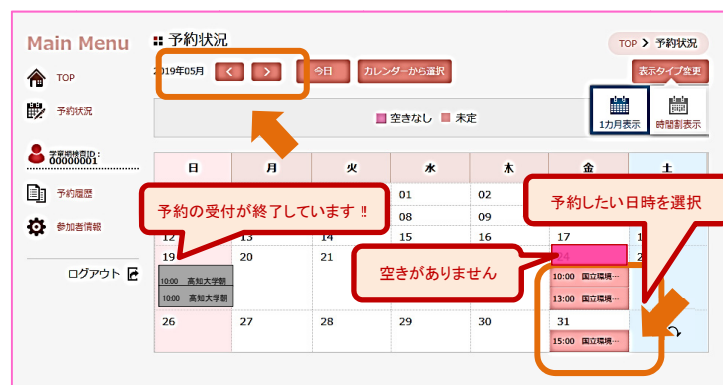 Main Menu
TOP
予約状況
学童期検査ID：
00000001
予約履歴
参加者情報
ログアウト
予約状況
TOP > 予約状況
2019年05月
今日
カレンダーから選択
表示タイプ変更
空きなし
未定
1カ月表示
時間割表示
日 月 火 水 木 金 土
01 02
予約の受付が終了しています‼
予約したい日時を選択
08 09
12 13 14 15 16 17
19 20 21 24
空きがありません
10:00 高知大学朝
10:00 高知大学朝
10:00 国立環境…
13:00 国立環境…
26 27 28 29 30 31
15:00 国立環境…